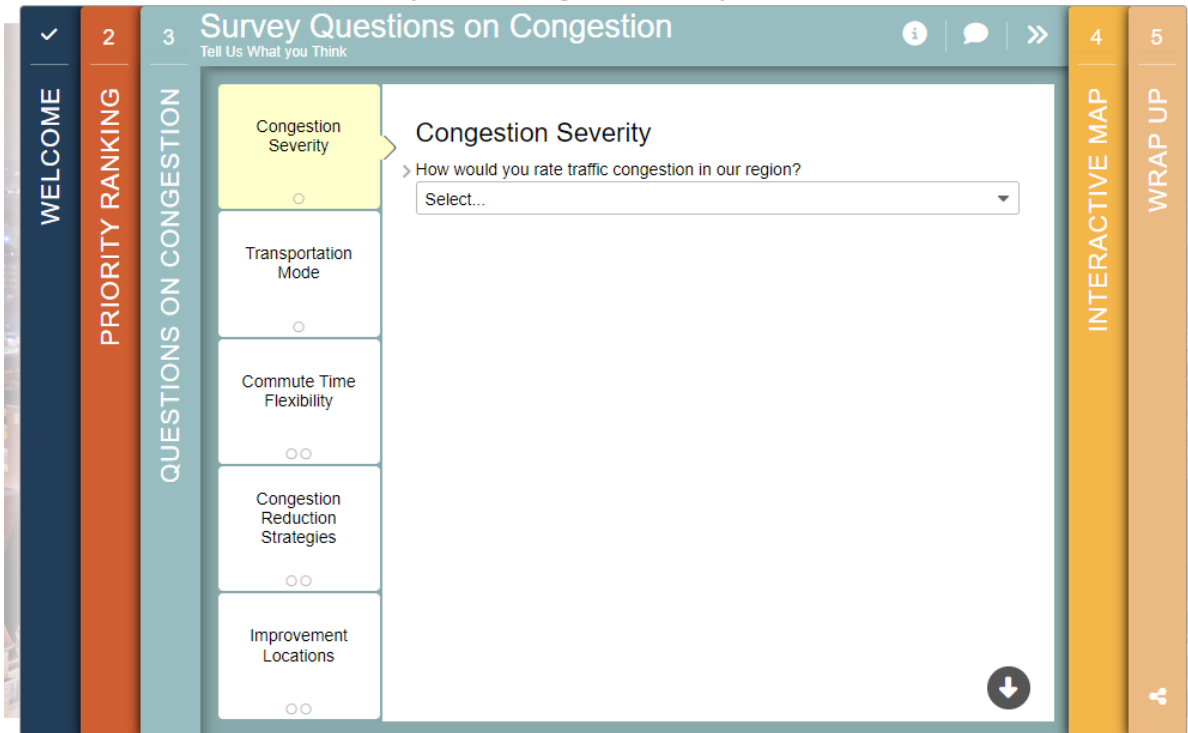 2
3
4
5
WELCOME
PRIORITY RANKING
QUESTIONS ON CONGESTION
Survey Questions on Congestion
Tell Us What you Think
Congestion
Severity
Transportation
Mode
Commute Time
Flexibility
Congestion
Reduction
Strategies
Improvement
Locations
Congestion Severity
How would you rate traffic congestion in our region?
Select...
INTERACTIVE MAP
WRAP UP